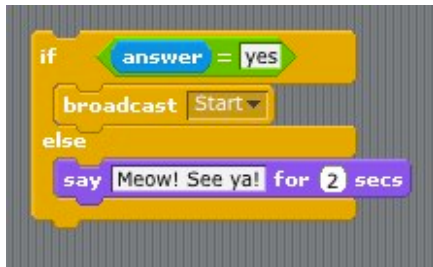 if answer = yes
broadcast Start
else
say Meow! See ya! for 2 secs